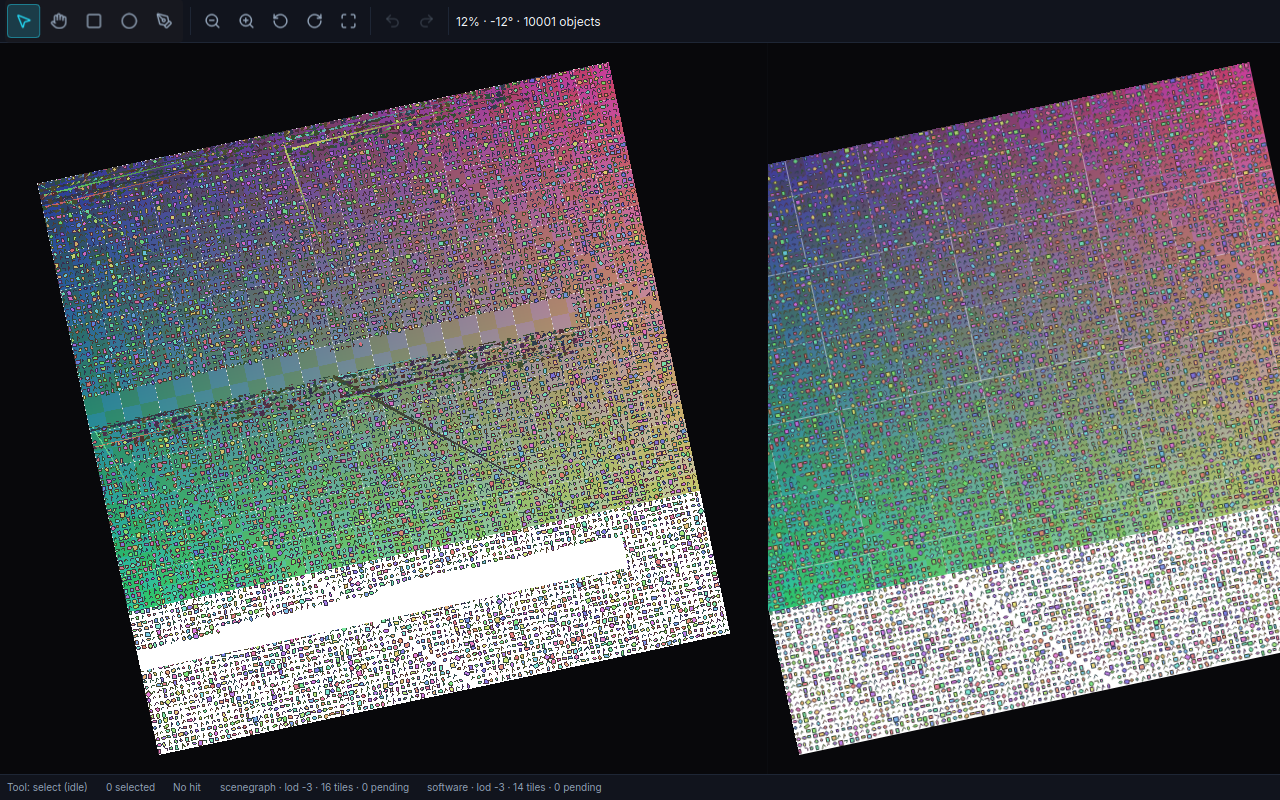 12% · -12° · 10001 objects
Tool: select (idle) 0 selected No hit scenegraph · lod -3 · 16 tiles · 0 pending software · lod -3 · 14 tiles · 0 pending